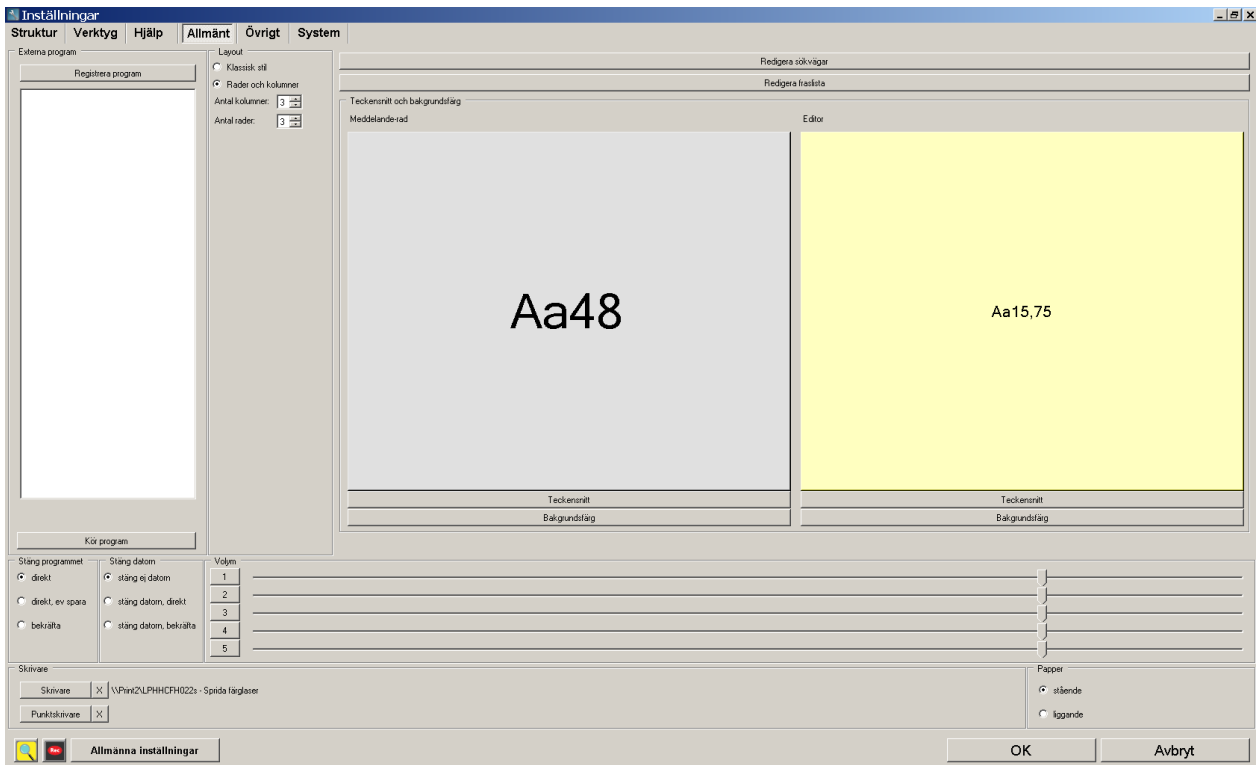 Inställningar
Struktur Verktyg Hjälp Allmänt Övrigt System
Externa program
Registrera program
Kör program
Layout
Klassisk stil
Rader och kolumner
Antal kolumner: 3
Antal rader: 3
Redigera sökvägar
Redigera fraslista
Teckensnitt och bakgrundsfärg
Meddelande-rad
Aa48
Teckensnitt
Bakgrundsfärg
Editor
Aa15,75
Teckensnitt
Bakgrundsfärg
Stäng programmet
direkt
direkt, ev spara
bekräfta
Stäng datorn
stäng ej datorn
stäng datorn, direkt
stäng datorn, bekräfta
Volym
1
2
3
4
5
Skrivare
Skrivare X \\Print2\LPHHCFH022s - Sprida färglaser
Punktskrivare X
Papper
stående
liggande
Rec
Allmänna inställningar
OK
Avbryt